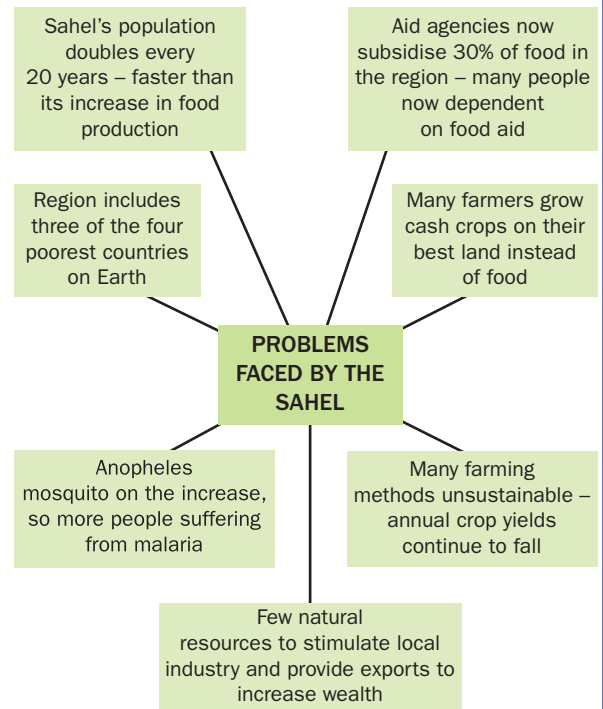 Sahel's population
doubles every
20 years – faster than
its increase in food
production
Aid agencies now
subsidise 30% of food in
the region – many people
now dependent
on food aid
Region includes
three of the four
poorest countries
on Earth
Many farmers grow
cash crops on their
best land instead
of food
PROBLEMS
FACED BY THE
SAHEL
Anopheles
mosquito on the increase,
so more people suffering
from malaria
Many farming
methods unsustainable –
annual crop yields
continue to fall
Few natural
resources to stimulate local
industry and provide exports to
increase wealth